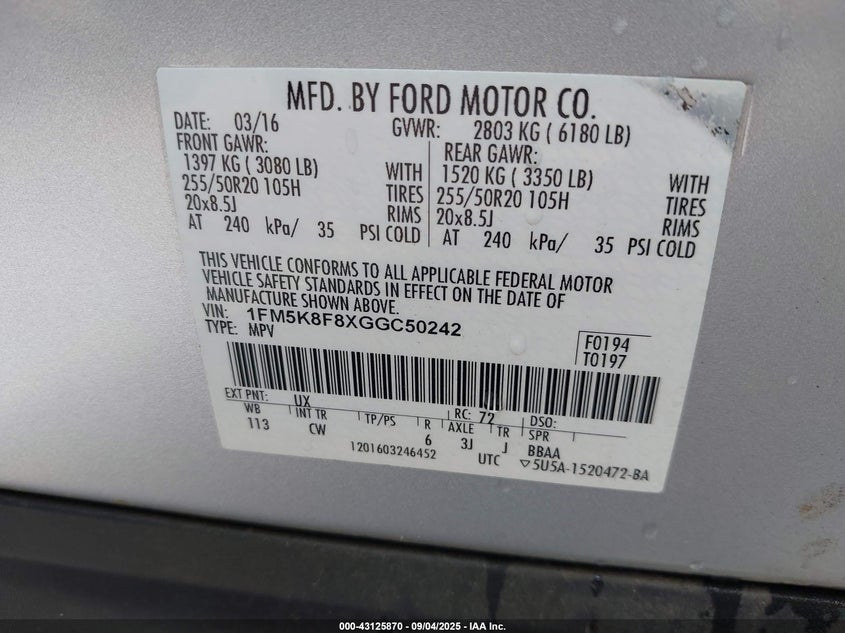 MFD. BY FORD MOTOR CO.
DATE: 03/16 GVWR: 2803 KG ( 6180 LB)
FRONT GAWR: REAR GAWR:
1397 KG ( 3080 LB) WITH 1520 KG ( 3350 LB) WITH
255/50R20 105H TIRES 255/50R20 105H TIRES
20x8.5J RIMS 20x8.5J RIMS
AT 240 kPa/ 35 PSI COLD AT 240 kPa/ 35 PSI COLD
THIS VEHICLE CONFORMS TO ALL APPLICABLE FEDERAL MOTOR
VEHICLE SAFETY STANDARDS IN EFFECT ON THE DATE OF
MANUFACTURE SHOWN ABOVE.
VIN: 1FM5K8F8XGGC50242
TYPE: MPV
F0194
T0197
EXT PNT: UX RC: 72 DSO:
WB INT TR TP/PS R AXLE TR SPR
113 CW 6 3J J BBAA
1201603246452 UTC ▽5U5A-1520472-BA
000-43125870 - 09/04/2025 - IAA Inc.